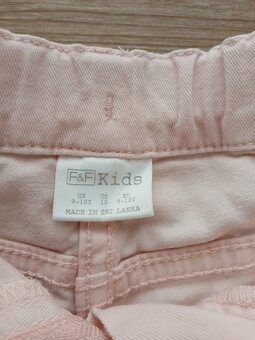 F&F Kids
UK US EU
9-10Y 10 9-10Y
MADE IN SRI LANKA